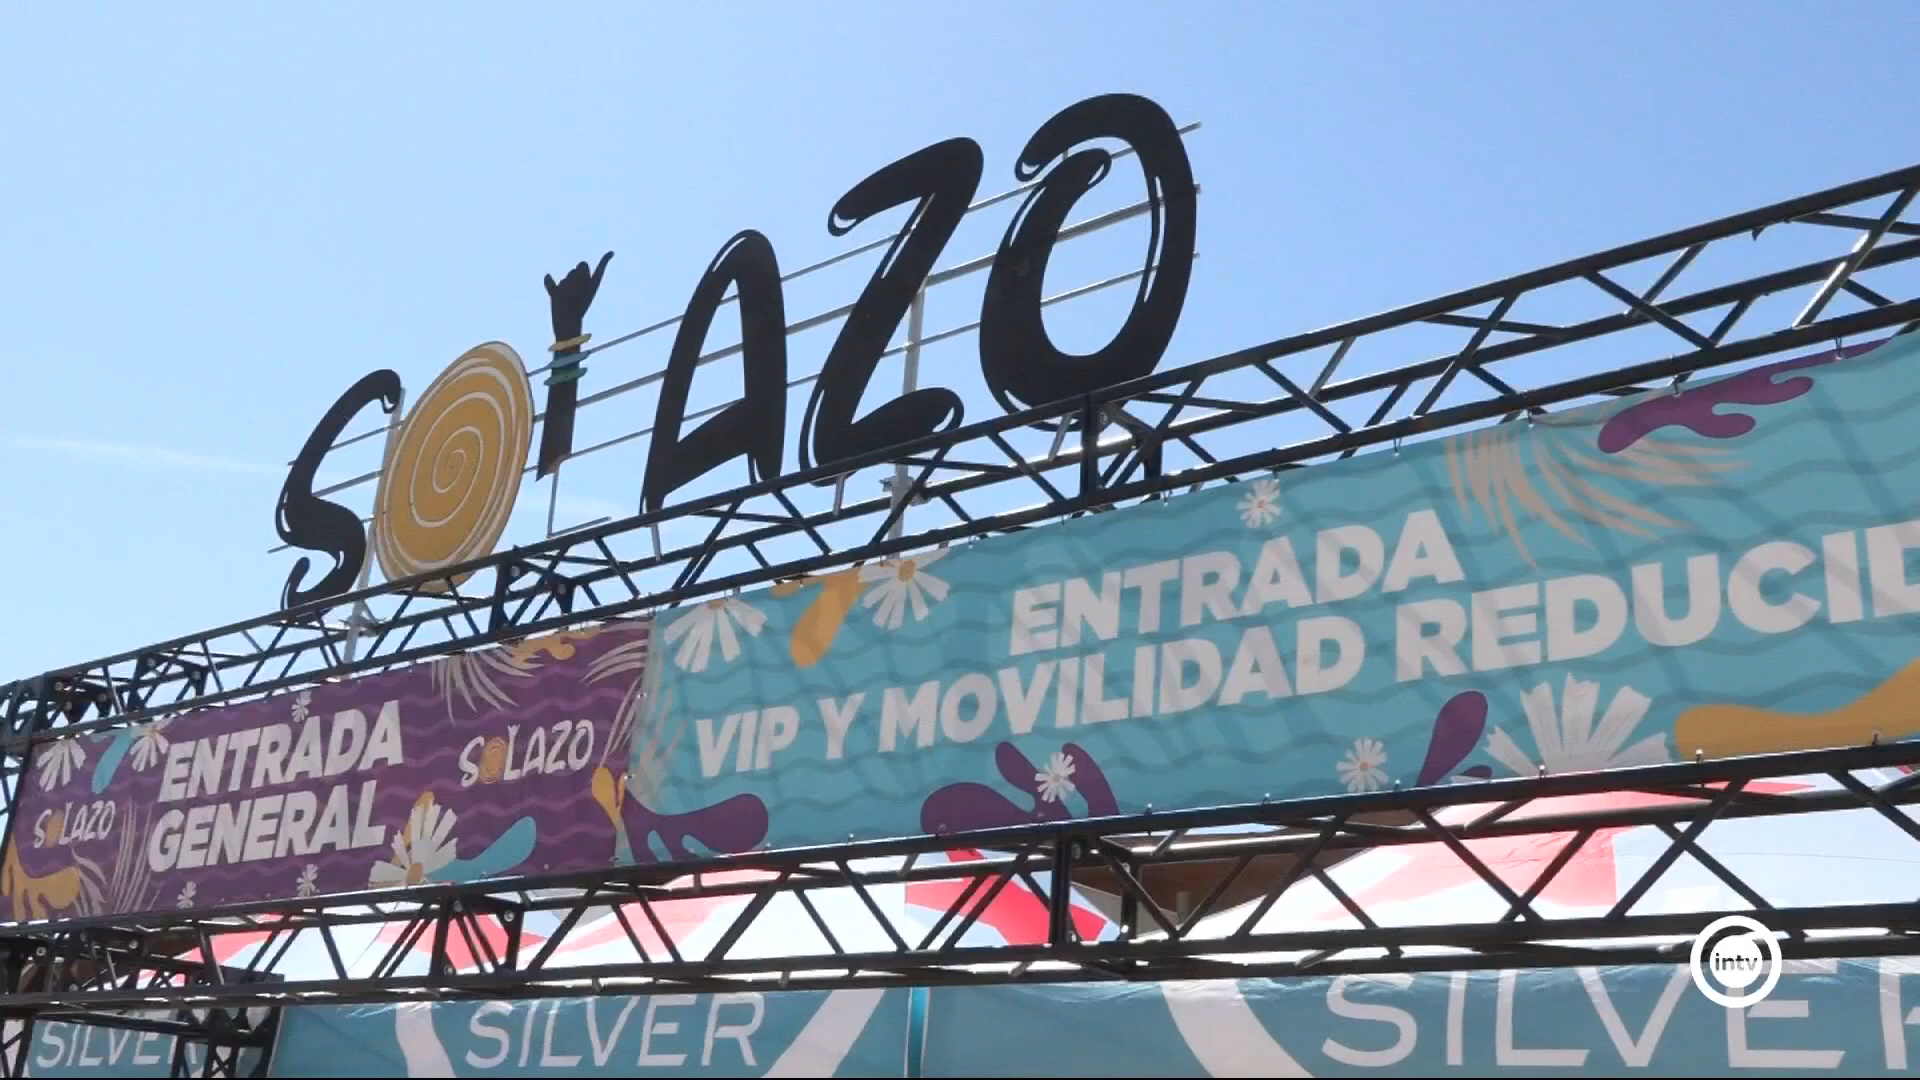 SOLAZO
ENTRADA
GENERAL
SOLAZO
SOLAZO
ENTRADA
VIP Y MOVILIDAD REDUCID
SILVER
SILVER
SILVER
intv